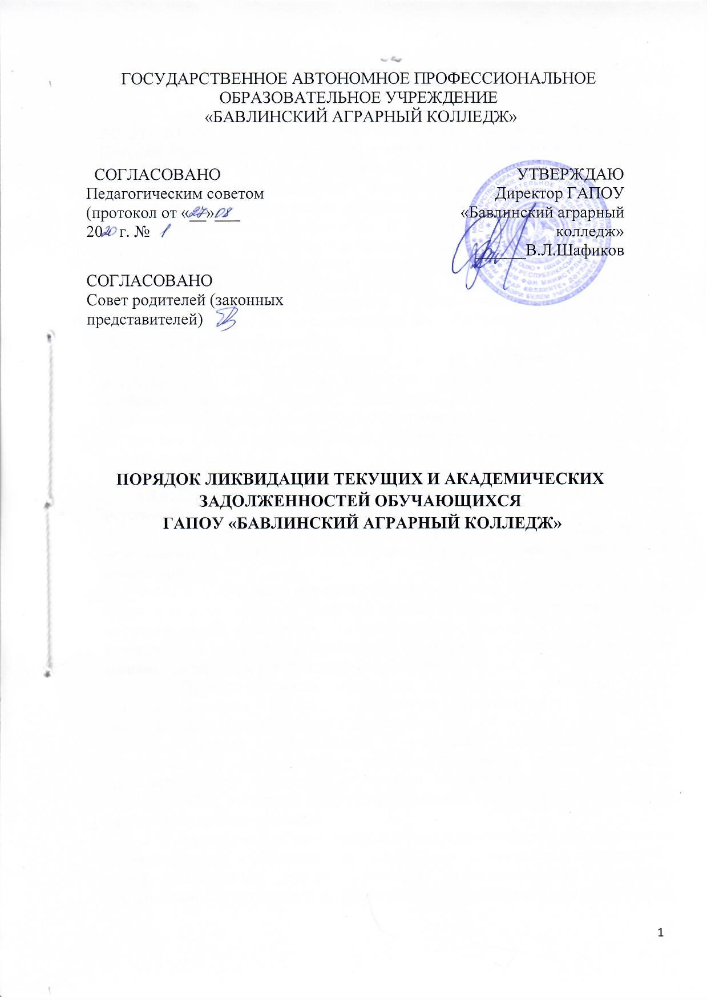 ГОСУДАРСТВЕННОЕ АВТОНОМНОЕ ПРОФЕССИОНАЛЬНОЕ
ОБРАЗОВАТЕЛЬНОЕ УЧРЕЖДЕНИЕ
«БАВЛИНСКИЙ АГРАРНЫЙ КОЛЛЕДЖ»
СОГЛАСОВАНО
Педагогическим советом
(протокол от «27»08
2020 г. № 1
СОГЛАСОВАНО
Совет родителей (законных
представителей)
УТВЕРЖДАЮ
Директор ГАПОУ
«Бавлинский аграрный
колледж»
______В.Л.Шафиков
ПОРЯДОК ЛИКВИДАЦИИ ТЕКУЩИХ И АКАДЕМИЧЕСКИХ
ЗАДОЛЖЕННОСТЕЙ ОБУЧАЮЩИХСЯ
ГАПОУ «БАВЛИНСКИЙ АГРАРНЫЙ КОЛЛЕДЖ»
1